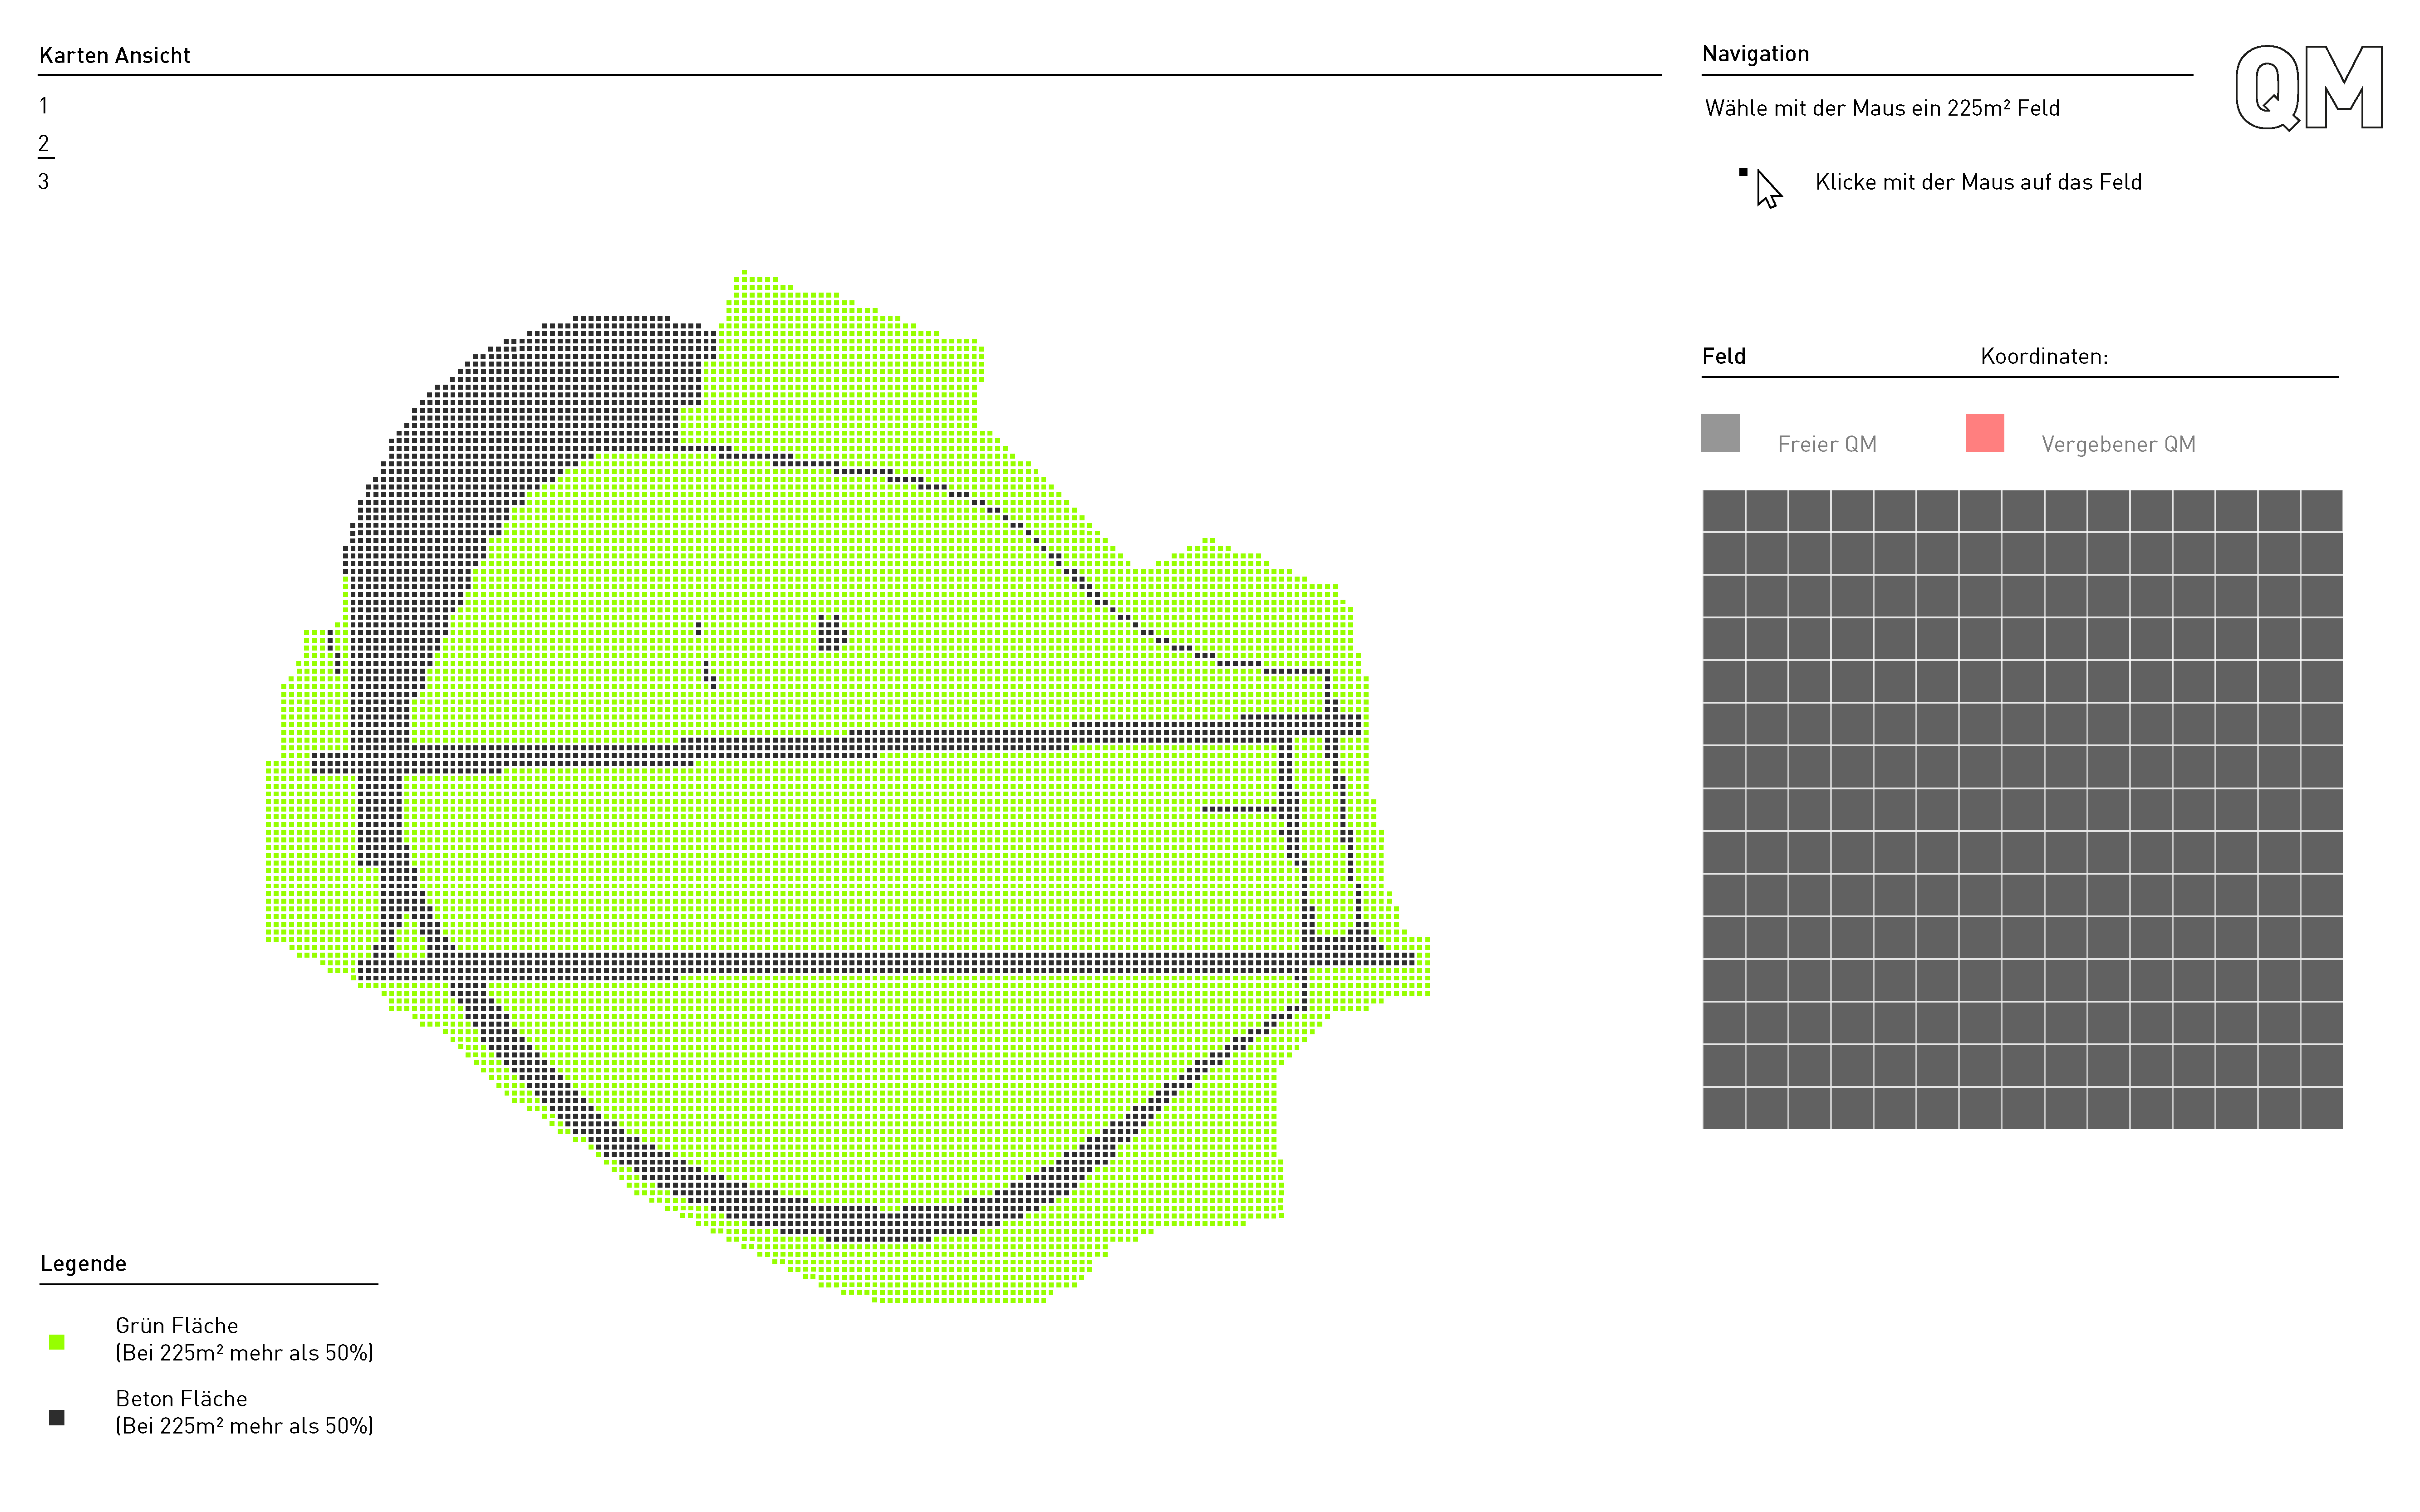 Karten Ansicht
1
2
3
Navigation
QM
Wähle mit der Maus ein 225m² Feld
Klicke mit der Maus auf das Feld
Feld Koordinaten:
Freier QM Vergebener QM
Legende
Grün Fläche
(Bei 225m² mehr als 50%)
Beton Fläche
(Bei 225m² mehr als 50%)